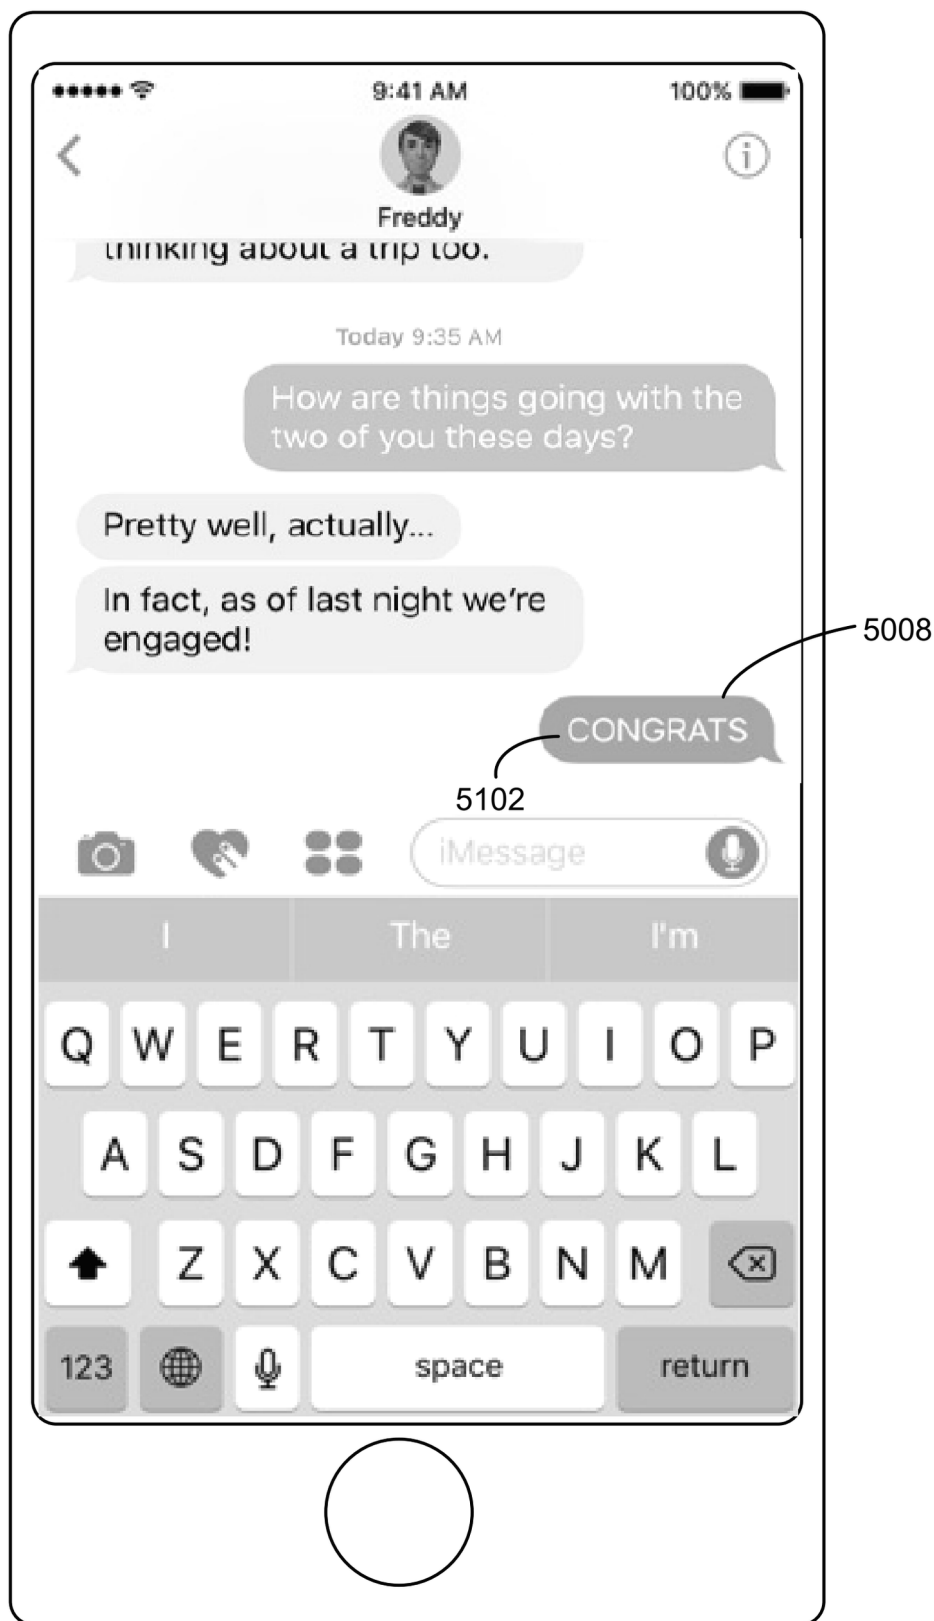 9:41 AM 100%
Freddy
thinking about a trip too.
Today 9:35 AM
How are things going with the
two of you these days?
Pretty well, actually...
In fact, as of last night we're
engaged!
5008
CONGRATS
5102
iMessage
I The I'm
Q W E R T Y U I O P
A S D F G H J K L
Z X C V B N M
123 space return